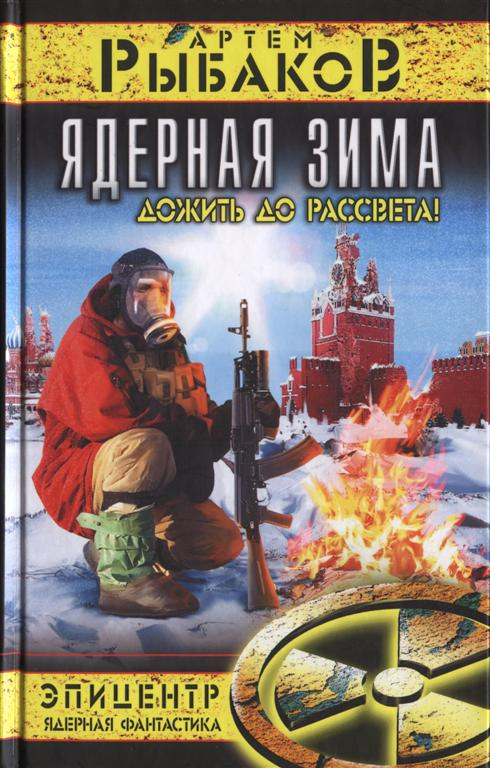 АРТЕМ
РЫБАКОВ
ЯДЕРНАЯ ЗИМА
ДОЖИТЬ ДО РАССВЕТА!
ЭПИЦЕНТР
ЯДЕРНАЯ ФАНТАСТИКА